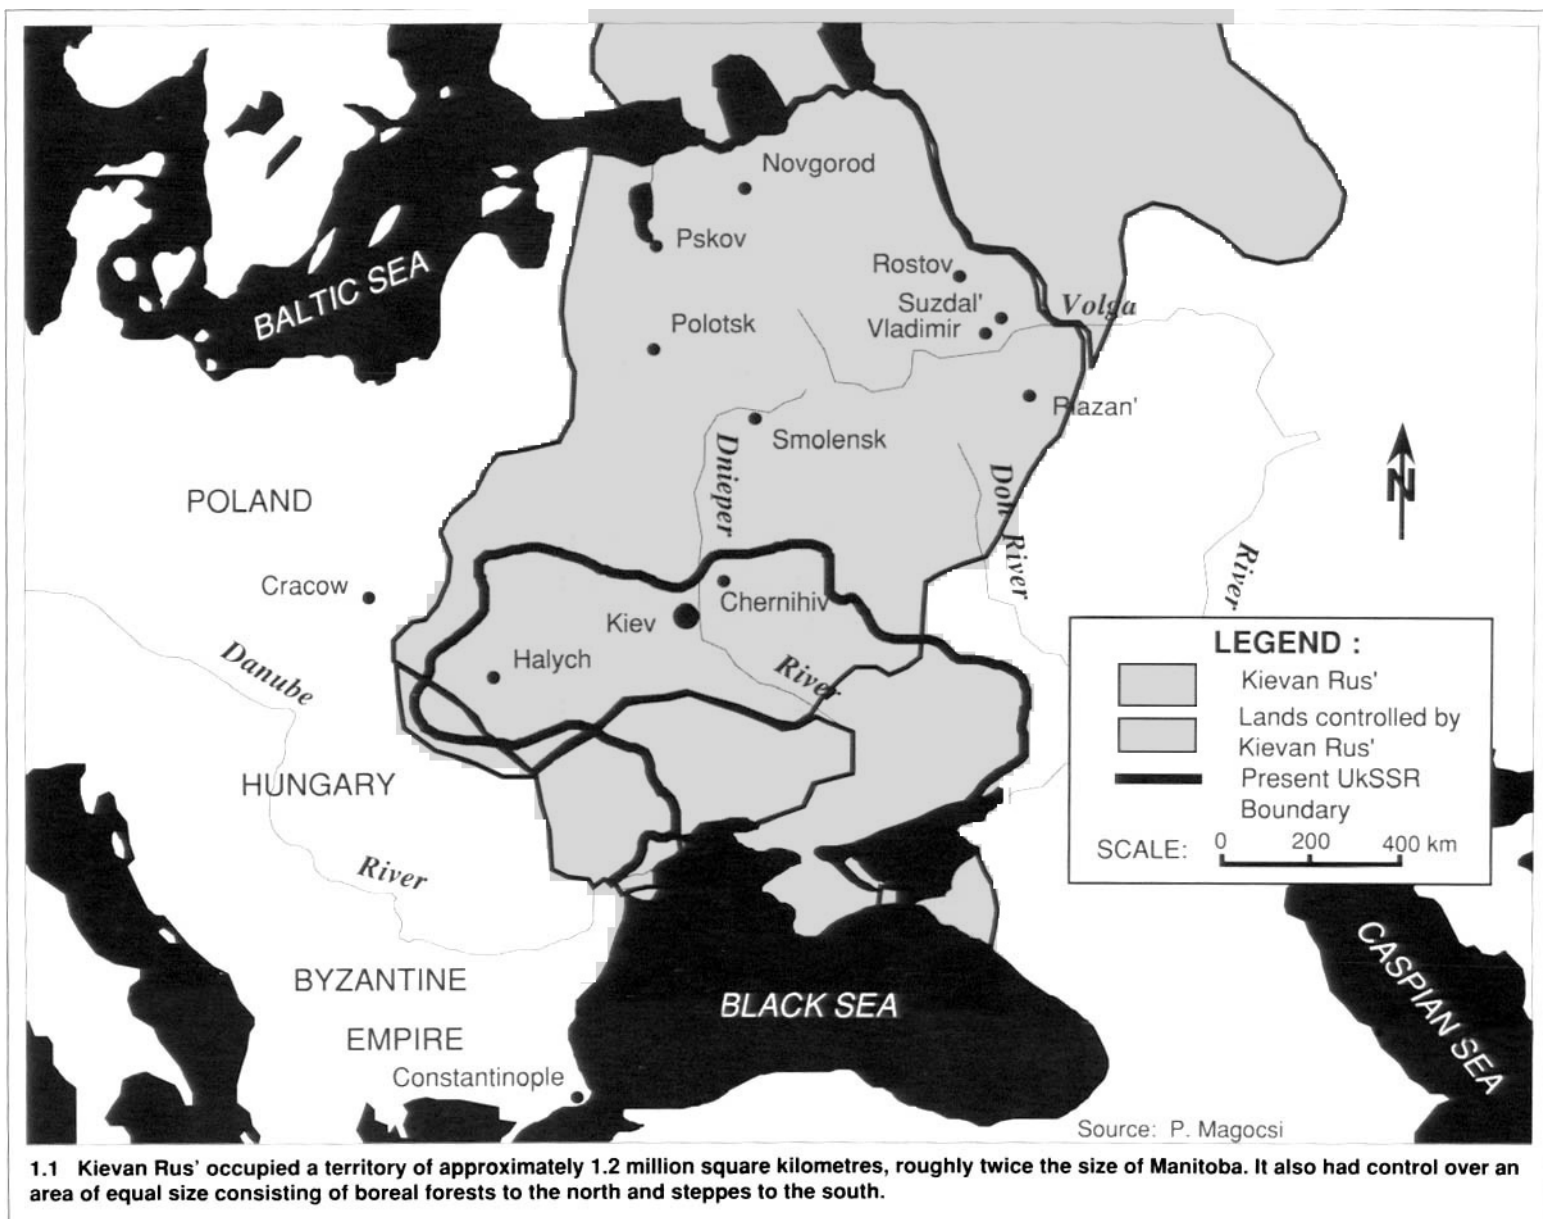 Novgorod
Pskov
Rostov
Suzdal'
Vladimir
Volga
BALTIC SEA
Polotsk
Riazan'
Smolensk
Dnieper
Don River
POLAND
N
River
Cracow
Chernihiv
Kiev
Halych
River
Danube
LEGEND :
Kievan Rus'
Lands controlled by
Kievan Rus'
Present UkSSR
Boundary
SCALE: 0 200 400 km
HUNGARY
River
BYZANTINE
EMPIRE
BLACK SEA
CASPIAN SEA
Constantinople
Source: P. Magocsi
1.1 Kievan Rus' occupied a territory of approximately 1.2 million square kilometres, roughly twice the size of Manitoba. It also had control over an
area of equal size consisting of boreal forests to the north and steppes to the south.